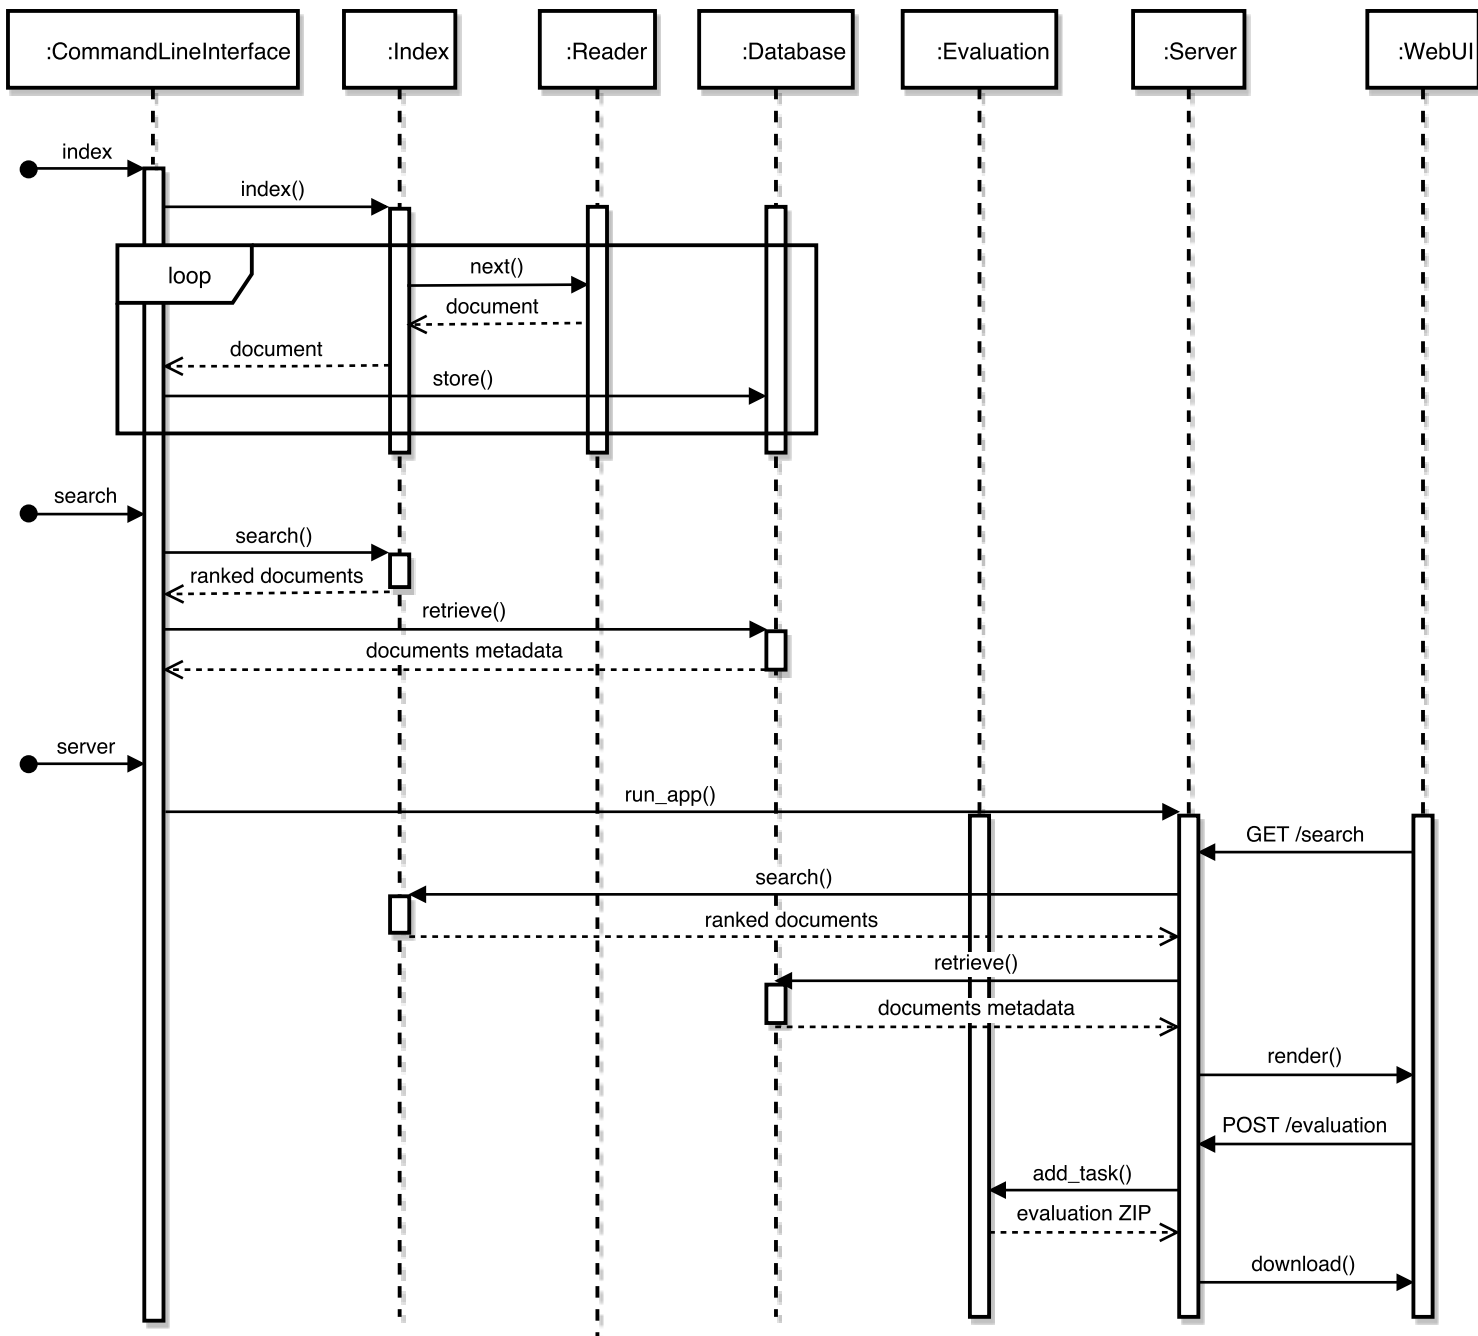 :CommandLineInterface
:Index
:Reader
:Database
:Evaluation
:Server
:WebUI
index
index()
loop
next()
document
document
store()
search
search()
ranked documents
retrieve()
documents metadata
server
run_app()
GET /search
search()
ranked documents
retrieve()
documents metadata
render()
POST /evaluation
add_task()
evaluation ZIP
download()